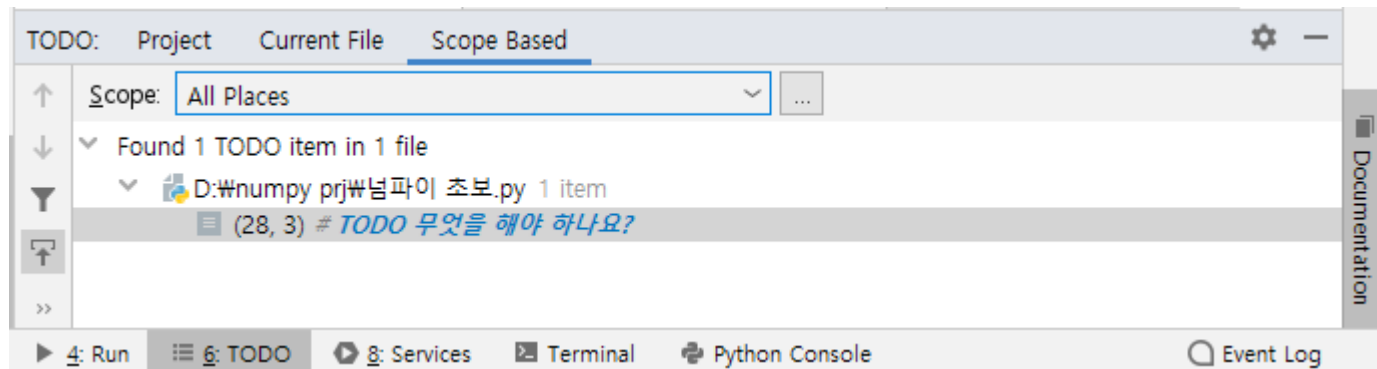 TODO: Project Current File Scope Based
Scope: All Places ...
Found 1 TODO item in 1 file
D:₩numpy prj₩넘파이 초보.py 1 item
(28, 3) # TODO 무엇을 해야 하나요?
Documentation
4: Run 6: TODO 8: Services Terminal Python Console Event Log